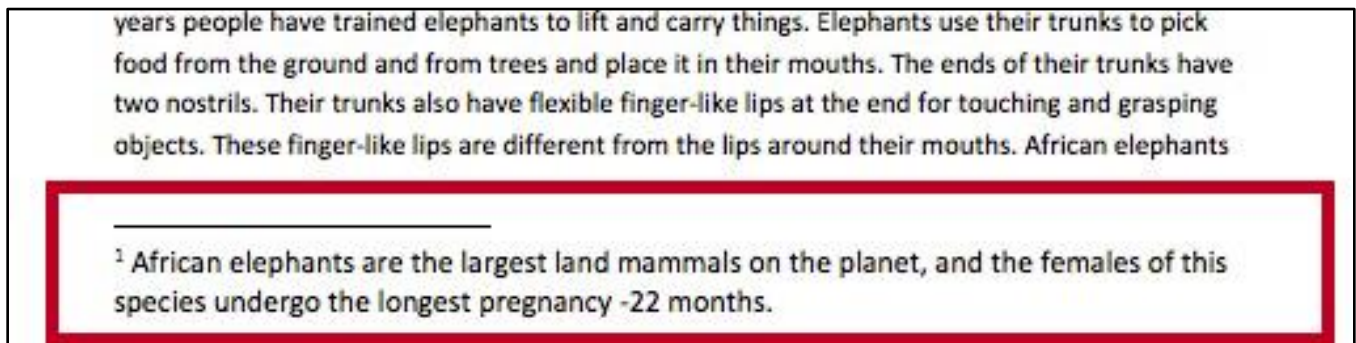 years people have trained elephants to lift and carry things. Elephants use their trunks to pick
food from the ground and from trees and place it in their mouths. The ends of their trunks have
two nostrils. Their trunks also have flexible finger-like lips at the end for touching and grasping
objects. These finger-like lips are different from the lips around their mouths. African elephants
¹ African elephants are the largest land mammals on the planet, and the females of this
species undergo the longest pregnancy -22 months.